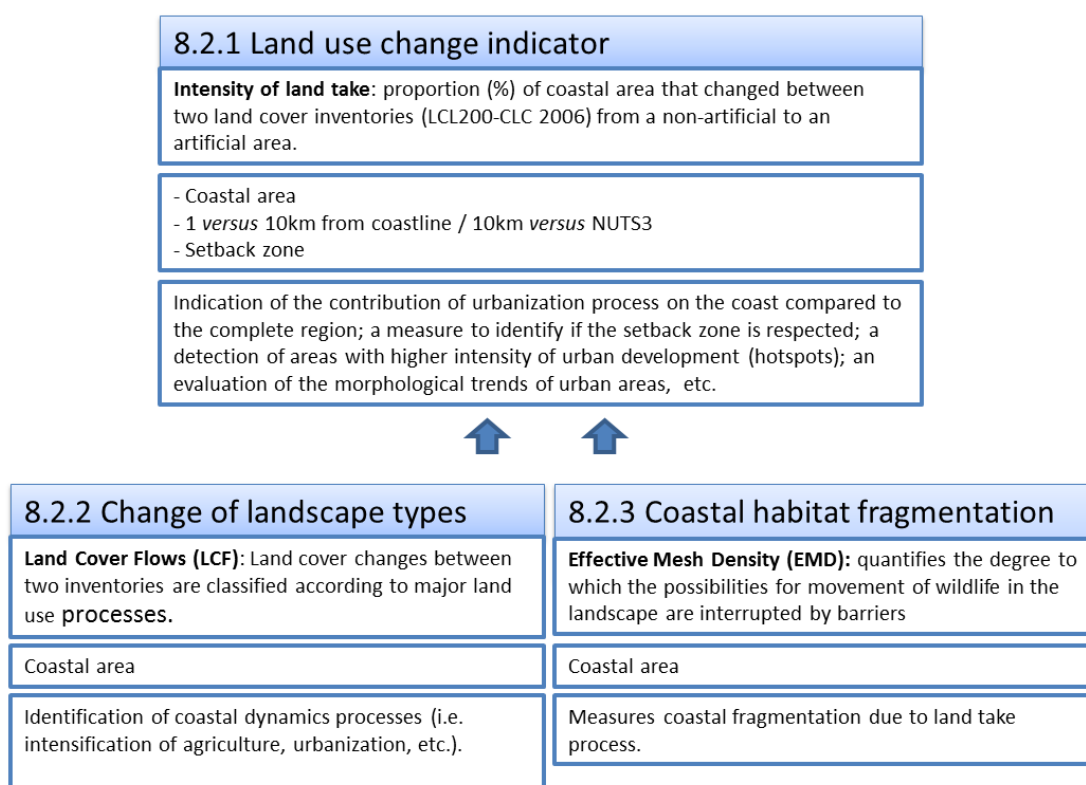 8.2.1 Land use change indicator
Intensity of land take: proportion (%) of coastal area that changed between
two land cover inventories (LCL200-CLC 2006) from a non-artificial to an
artificial area.
- Coastal area
- 1 versus 10km from coastline / 10km versus NUTS3
- Setback zone
Indication of the contribution of urbanization process on the coast compared to
the complete region; a measure to identify if the setback zone is respected; a
detection of areas with higher intensity of urban development (hotspots); an
evaluation of the morphological trends of urban areas, etc.
8.2.2 Change of landscape types
Land Cover Flows (LCF): Land cover changes between
two inventories are classified according to major land
use processes.
Coastal area
Identification of coastal dynamics processes (i.e.
intensification of agriculture, urbanization, etc.).
8.2.3 Coastal habitat fragmentation
Effective Mesh Density (EMD): quantifies the degree to
which the possibilities for movement of wildlife in the
landscape are interrupted by barriers
Coastal area
Measures coastal fragmentation due to land take
process.